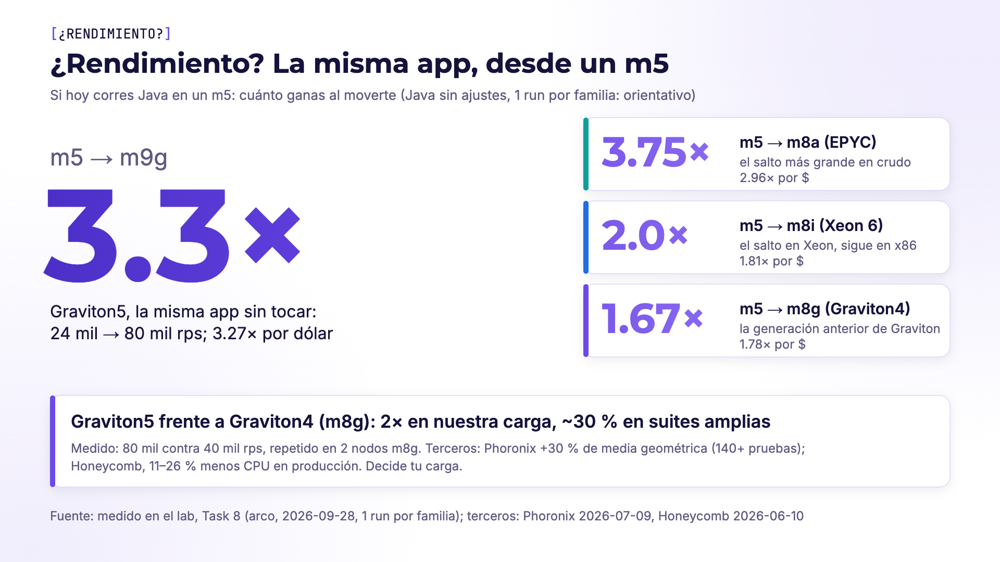 [¿RENDIMIENTO?]
¿Rendimiento? La misma app, desde un m5
Si hoy corres Java en un m5: cuánto ganas al moverte (Java sin ajustes, 1 run por familia: orientativo)
m5 → m9g
3.3×
Graviton5, la misma app sin tocar:
24 mil → 80 mil rps; 3.27× por dólar
3.75×
m5 → m8a (EPYC)
el salto más grande en crudo
2.96× por $
2.0×
m5 → m8i (Xeon 6)
el salto en Xeon, sigue en x86
1.81× por $
1.67×
m5 → m8g (Graviton4)
la generación anterior de Graviton
1.78× por $
Graviton5 frente a Graviton4 (m8g): 2× en nuestra carga, ~30 % en suites amplias
Medido: 80 mil contra 40 mil rps, repetido en 2 nodos m8g. Terceros: Phoronix +30 % de media geométrica (140+ pruebas);
Honeycomb, 11–26 % menos CPU en producción. Decide tu carga.
Fuente: medido en el lab, Task 8 (arco, 2026-09-28, 1 run por familia); terceros: Phoronix 2026-07-09, Honeycomb 2026-06-10